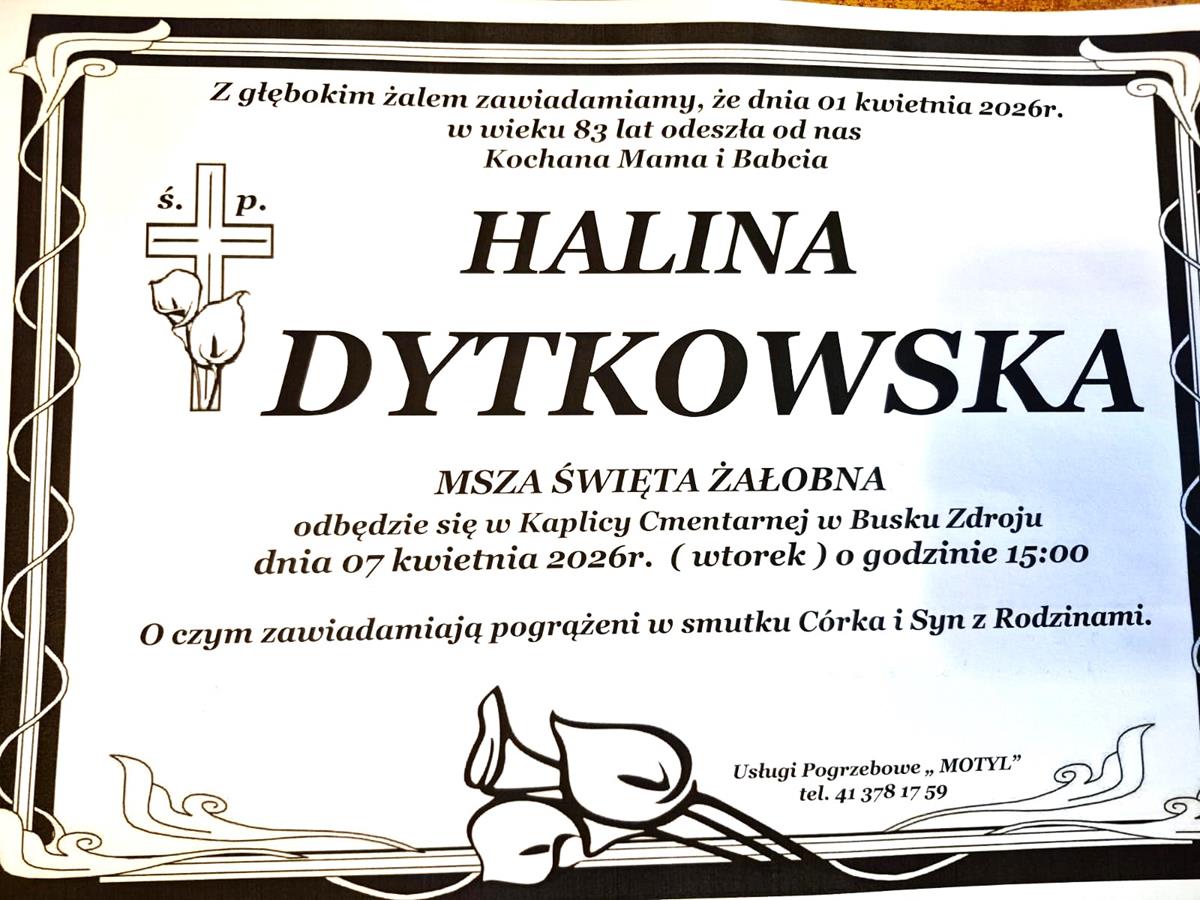 Z głębokim żalem zawiadamiamy, że dnia 01 kwietnia 2026r.
w wieku 83 lat odeszła od nas
Kochana Mama i Babcia
ś. p.
HALINA
DYTKOWSKA
MSZA ŚWIĘTA ŻAŁOBNA
odbędzie się w Kaplicy Cmentarnej w Busku Zdroju
dnia 07 kwietnia 2026r. ( wtorek ) o godzinie 15:00
O czym zawiadamiają pogrążeni w smutku Córka i Syn z Rodzinami.
Usługi Pogrzebowe „ MOTYL”
tel. 41 378 17 59